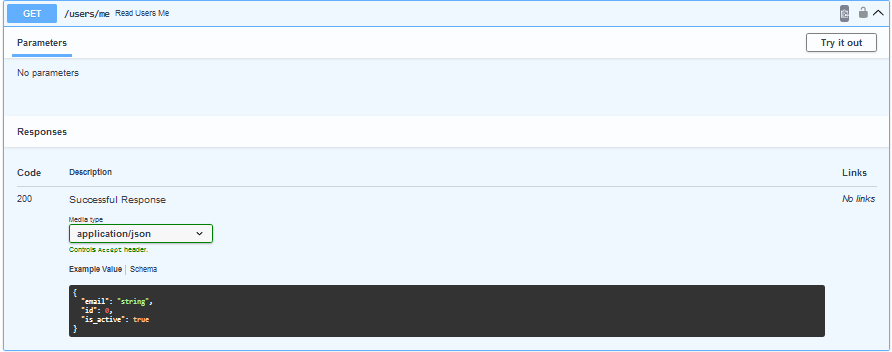 GET /users/me Read Users Me
Parameters
Try it out
No parameters
Responses
Code Description Links
200 Successful Response No links
Media type
application/json
Controls Accept header.
Example Value | Schema
{
"email": "string",
"id": 0,
"is_active": true
}